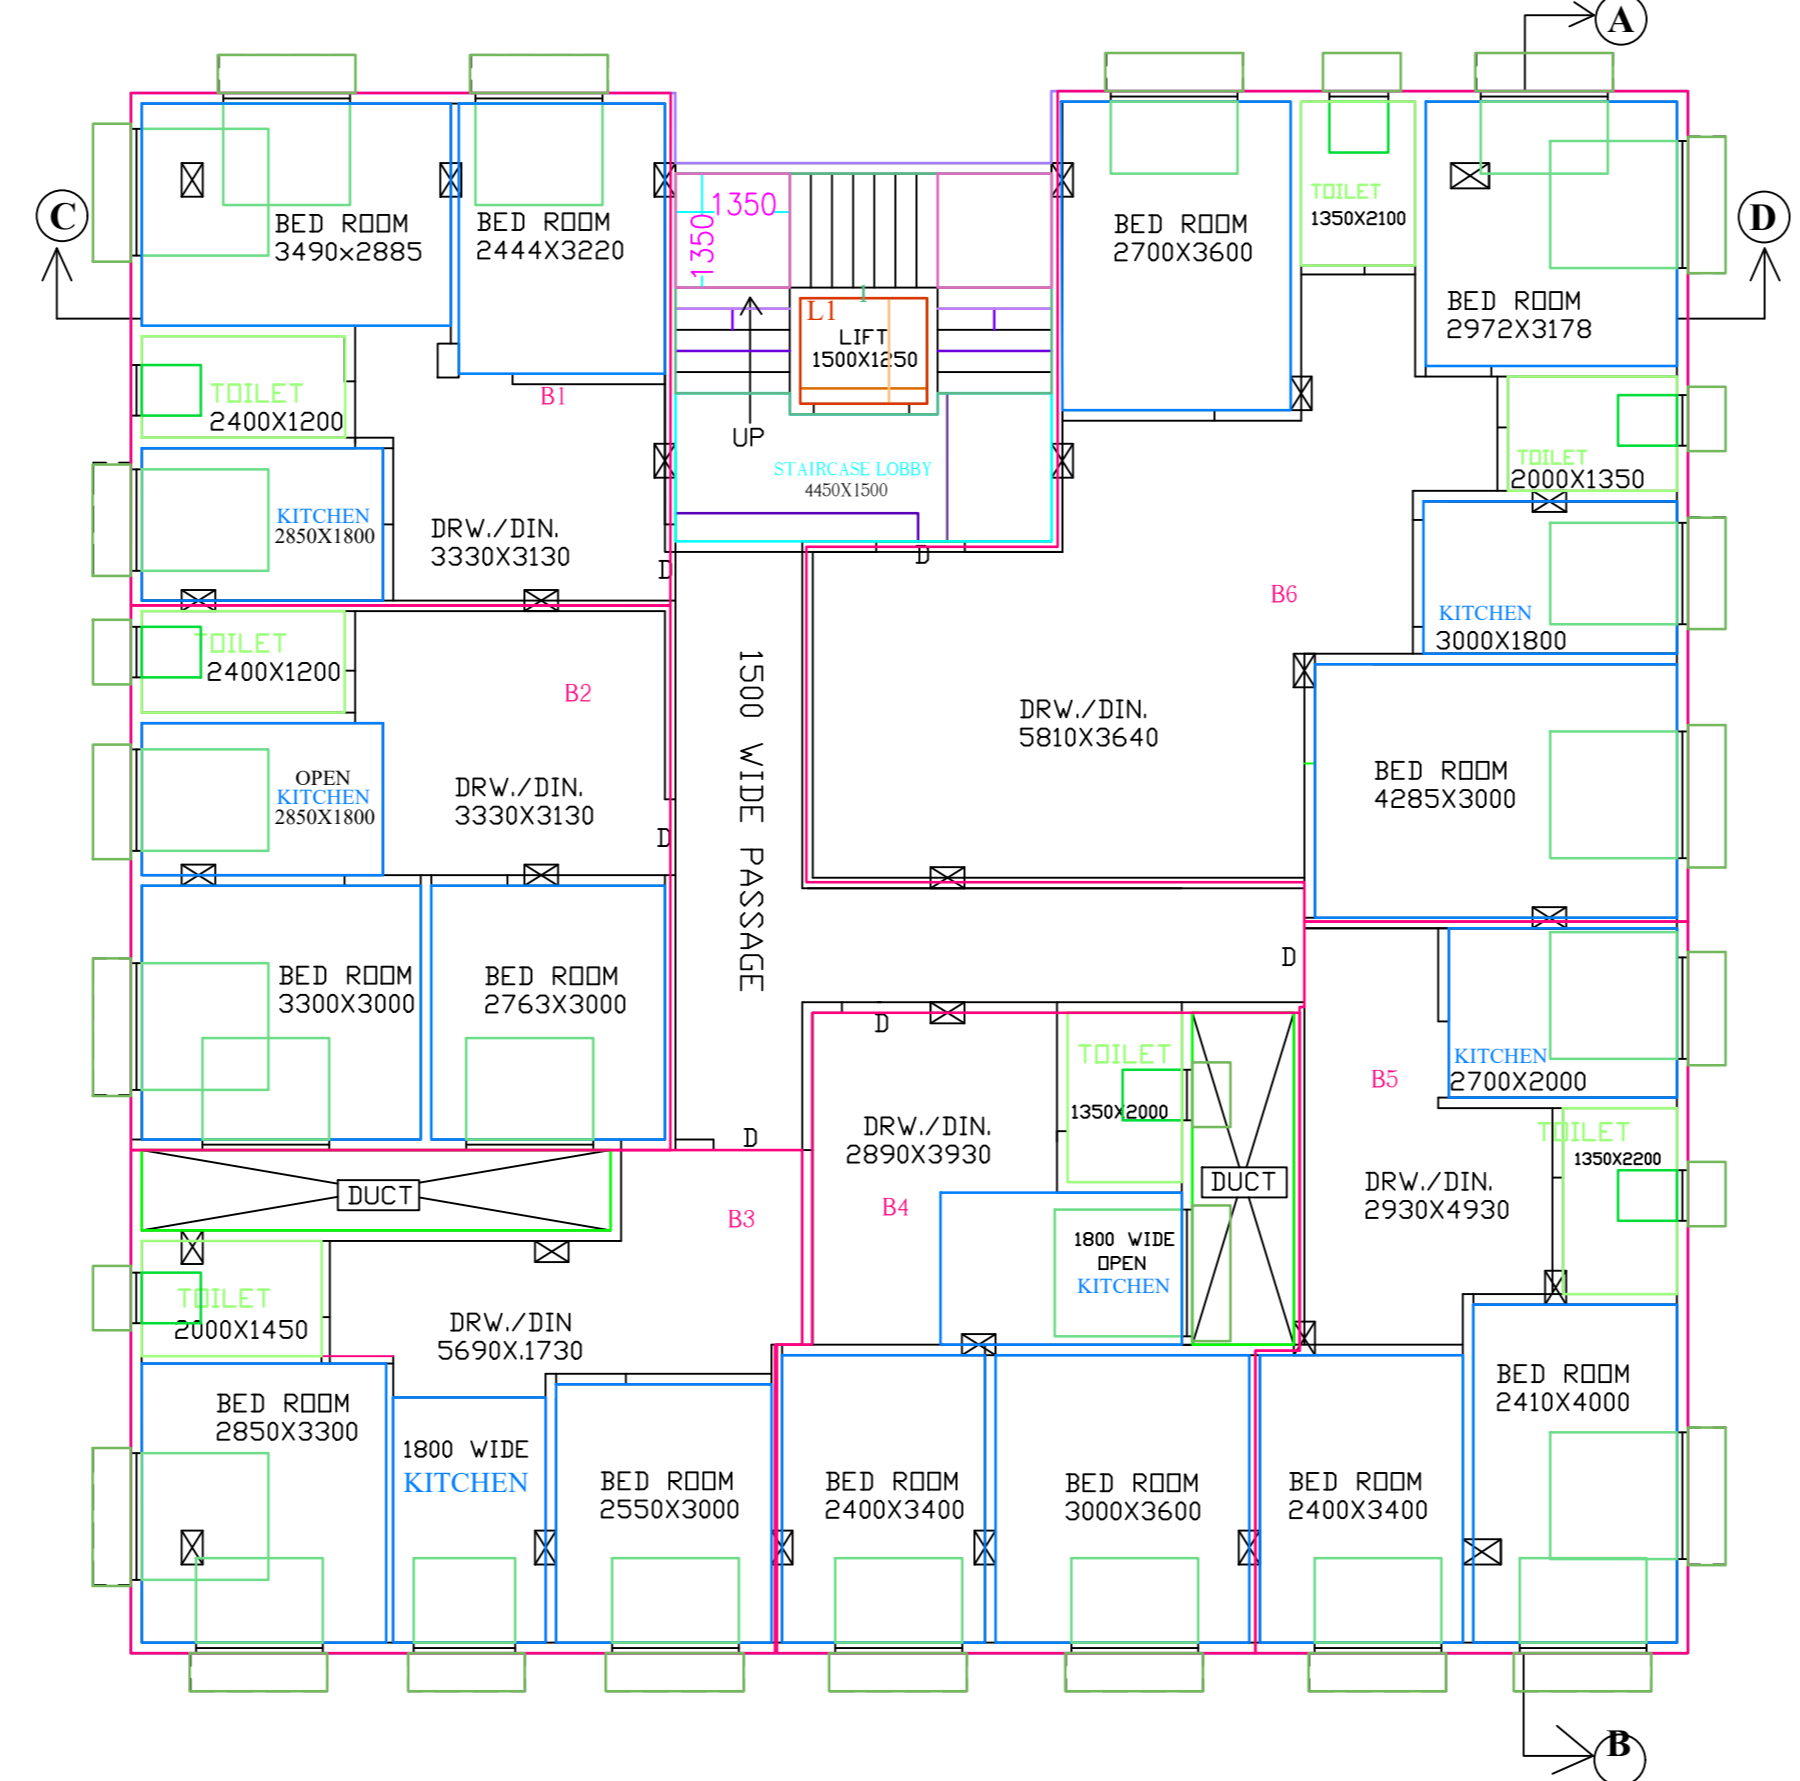 A
C
D
BED ROOM
3490x2885
BED ROOM
2444X3220
1350
1350
BED ROOM
2700X3600
TOILET
1350X2100
BED ROOM
2972X3178
L1
LIFT
1500X1250
UP
STAIRCASE LOBBY
4450X1500
TOILET
2400X1200
B1
KITCHEN
2850X1800
DRW./DIN.
3330X3130
D
D
TOILET
2000X1350
B6
KITCHEN
3000X1800
TOILET
2400X1200
B2
OPEN
KITCHEN
2850X1800
DRW./DIN.
3330X3130
D
1500 WIDE PASSAGE
DRW./DIN.
5810X3640
BED ROOM
4285X3000
BED ROOM
3300X3000
BED ROOM
2763X3000
D
D
D
TOILET
1350X2000
DRW./DIN.
2890X3930
B4
DUCT
1800 WIDE
OPEN
KITCHEN
B5
KITCHEN
2700X2000
TOILET
1350X2200
DRW./DIN.
2930X4930
DUCT
B3
TOILET
2000X1450
DRW./DIN
5690X.1730
BED ROOM
2850X3300
1800 WIDE
KITCHEN
BED ROOM
2550X3000
BED ROOM
2400X3400
BED ROOM
3000X3600
BED ROOM
2400X3400
BED ROOM
2410X4000
B